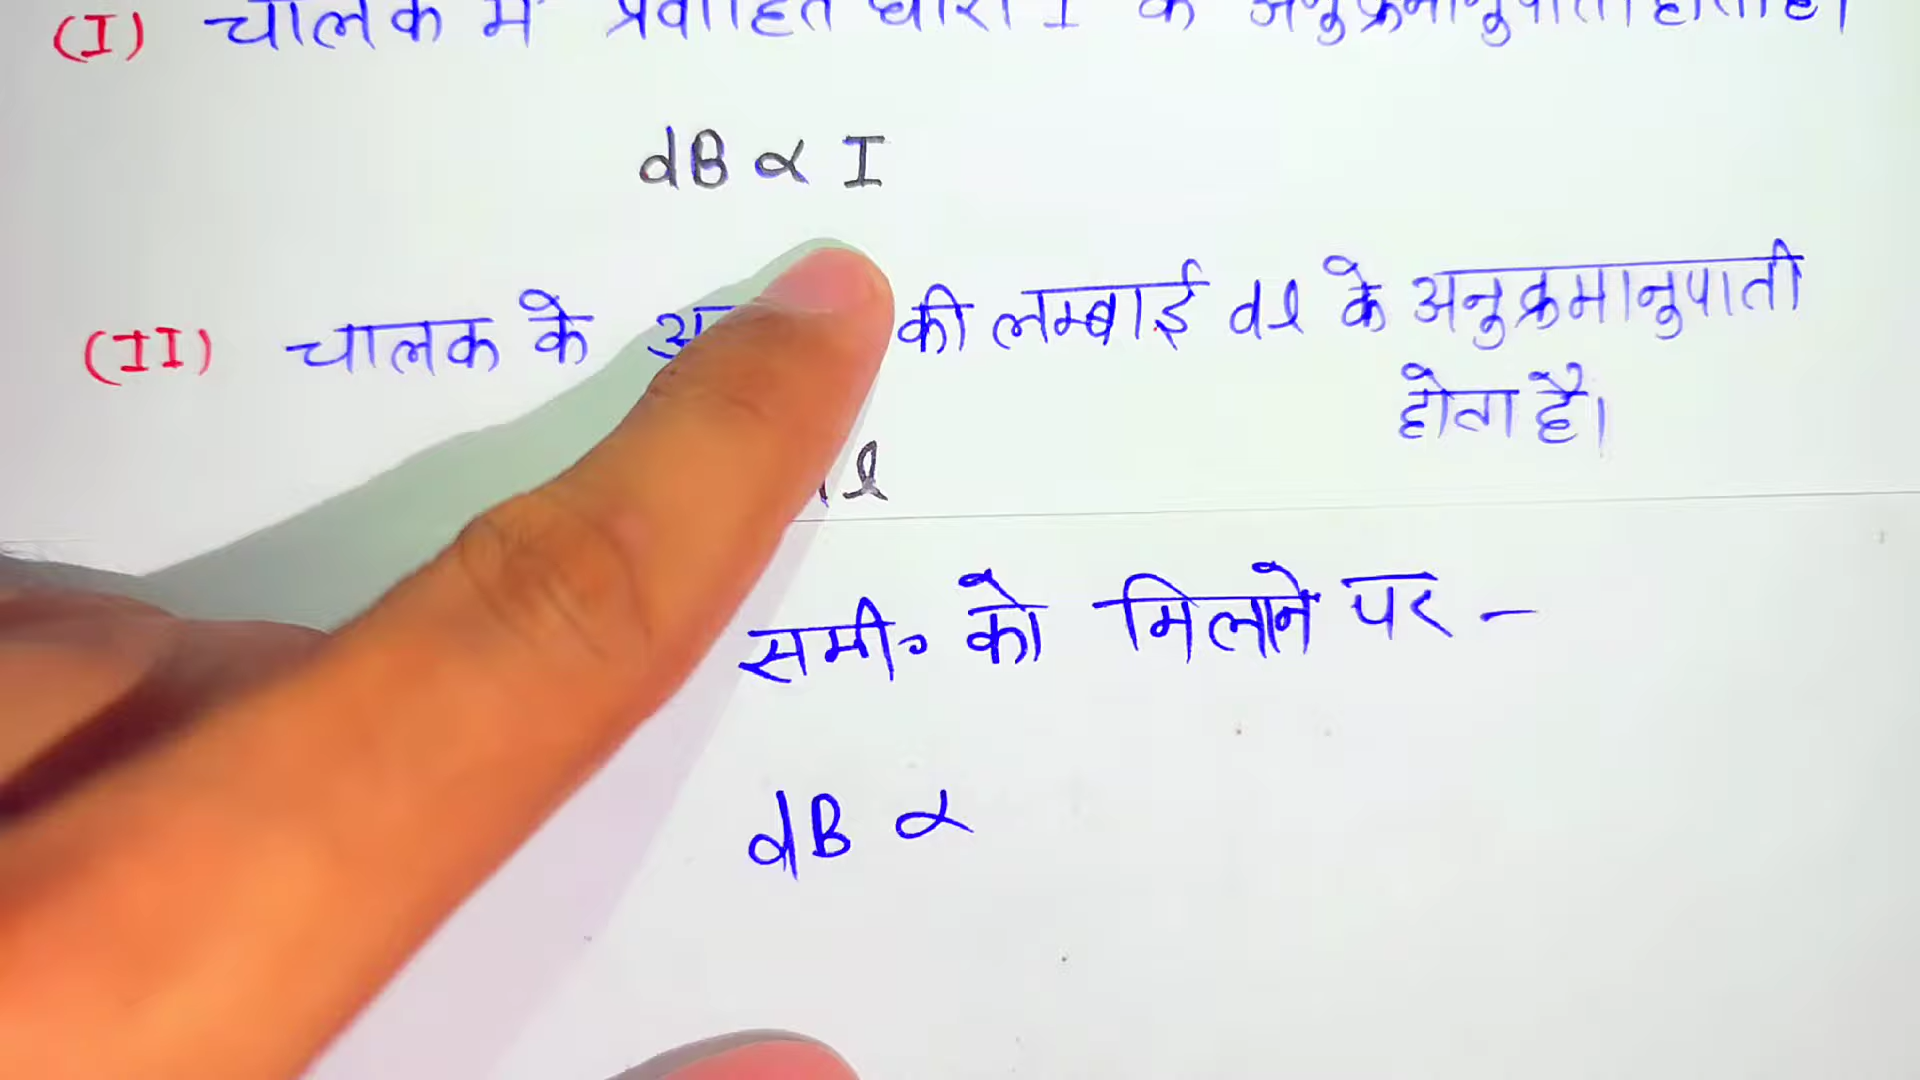 (I) चालक में प्रवाहित धारा I के अनुक्रमानुपाती होता है।
dB ∝ I
(II) चालक के की लम्बाई dl के अनुक्रमानुपाती
होता है।
l
समी० को मिलाने पर –
dB ∝